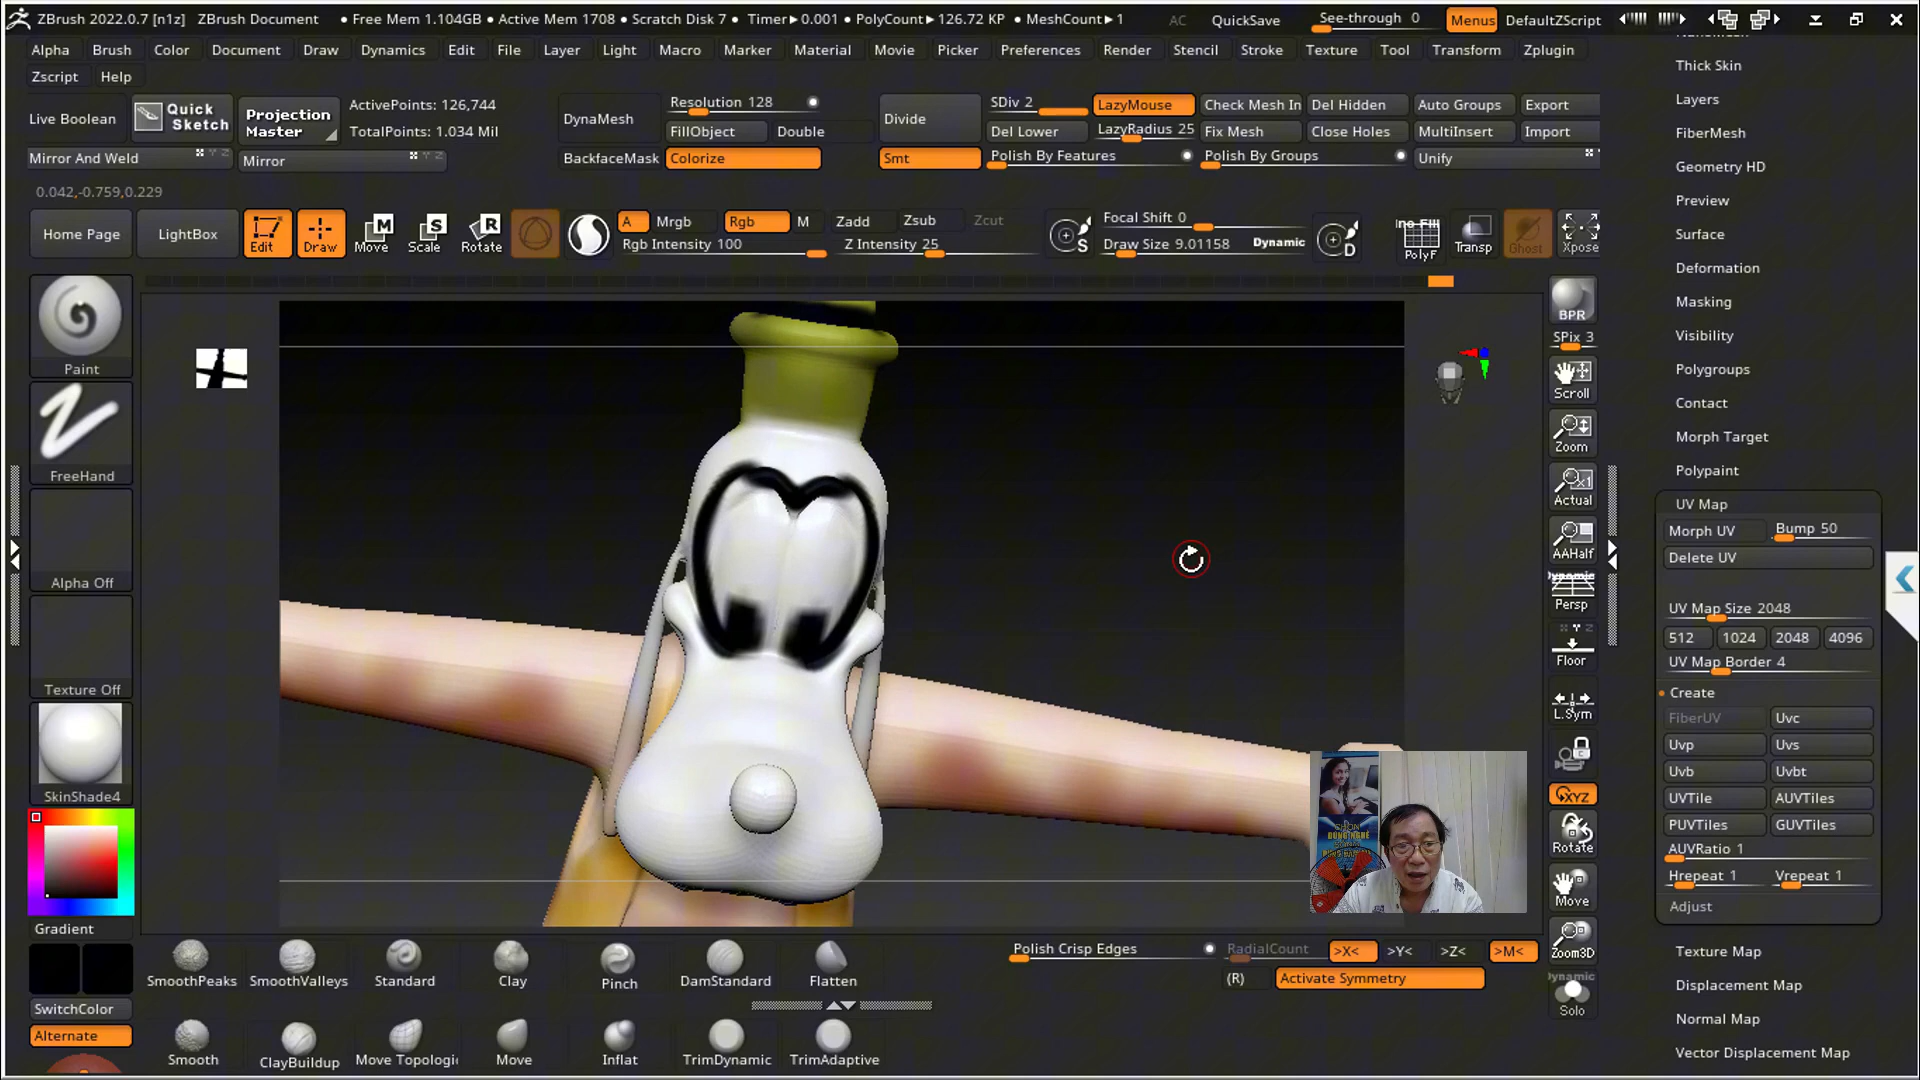 ZBrush 2022.0.7 [n1z] ZBrush Document • Free Mem 1.104GB • Active Mem 1708 • Scratch Disk 7 • Timer▶0.001 • PolyCount▶126.72 KP • MeshCount▶1 AC QuickSave See-through 0 Menus DefaultZScript
Alpha Brush Color Document Draw Dynamics Edit File Layer Light Macro Marker Material Movie Picker Preferences Render Stencil Stroke Texture Tool Transform Zplugin
Zscript Help
Live Boolean Quick Sketch Projection Master ActivePoints: 126,744 DynaMesh Resolution 128 Divide SDiv 2 LazyMouse Check Mesh In Del Hidden Auto Groups Export
TotalPoints: 1.034 Mil FillObject Double Del Lower LazyRadius 25 Fix Mesh Close Holes MultiInsert Import
Mirror And Weld Mirror BackfaceMask Colorize Smt Polish By Features Polish By Groups Unify
0.042,-0.759,0.229
Home Page LightBox Edit Draw Move Scale Rotate A Mrgb Rgb M Zadd Zsub Zcut Focal Shift 0
Rgb Intensity 100 Z Intensity 25 S Draw Size 9.01158 Dynamic D PolyF Transp Ghost Xpose
Paint
FreeHand
Alpha Off
Texture Off
SkinShade4
Gradient
SwitchColor
Alternate
BPR
SPix 3
Scroll
Zoom
Actual
AAHalf
Dynamic
Persp
Floor
L.Sym
XYZ
Rotate
Move
Zoom3D
Dynamic
Solo
Thick Skin
Layers
FiberMesh
Geometry HD
Preview
Surface
Deformation
Masking
Visibility
Polygroups
Contact
Morph Target
Polypaint
UV Map
Morph UV Bump 50
Delete UV
UV Map Size 2048
512 1024 2048 4096
UV Map Border 4
Create
FiberUV Uvc
Uvp Uvs
Uvb Uvbt
UVTile AUVTiles
PUVTiles GUVTiles
AUVRatio 1
Hrepeat 1 Vrepeat 1
Adjust
Texture Map
Displacement Map
Normal Map
Vector Displacement Map
SmoothPeaks SmoothValleys Standard Clay Pinch DamStandard Flatten
Polish Crisp Edges RadialCount >X< >Y< >Z< >M<
(R) Activate Symmetry
Smooth ClayBuildup Move Topologic Move Inflat TrimDynamic TrimAdaptive